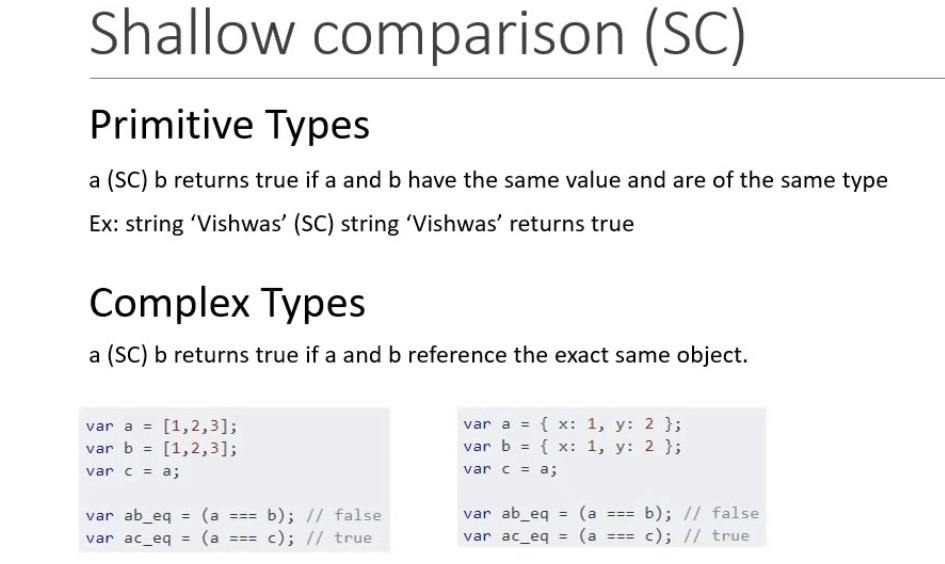 Shallow comparison (SC)
Primitive Types
a (SC) b returns true if a and b have the same value and are of the same type
Ex: string ‘Vishwas’ (SC) string ‘Vishwas’ returns true
Complex Types
a (SC) b returns true if a and b reference the exact same object.
var a = [1,2,3];
var b = [1,2,3];
var c = a;
var ab_eq = (a === b); // false
var ac_eq = (a === c); // true
var a = { x: 1, y: 2 };
var b = { x: 1, y: 2 };
var c = a;
var ab_eq = (a === b); // false
var ac_eq = (a === c); // true